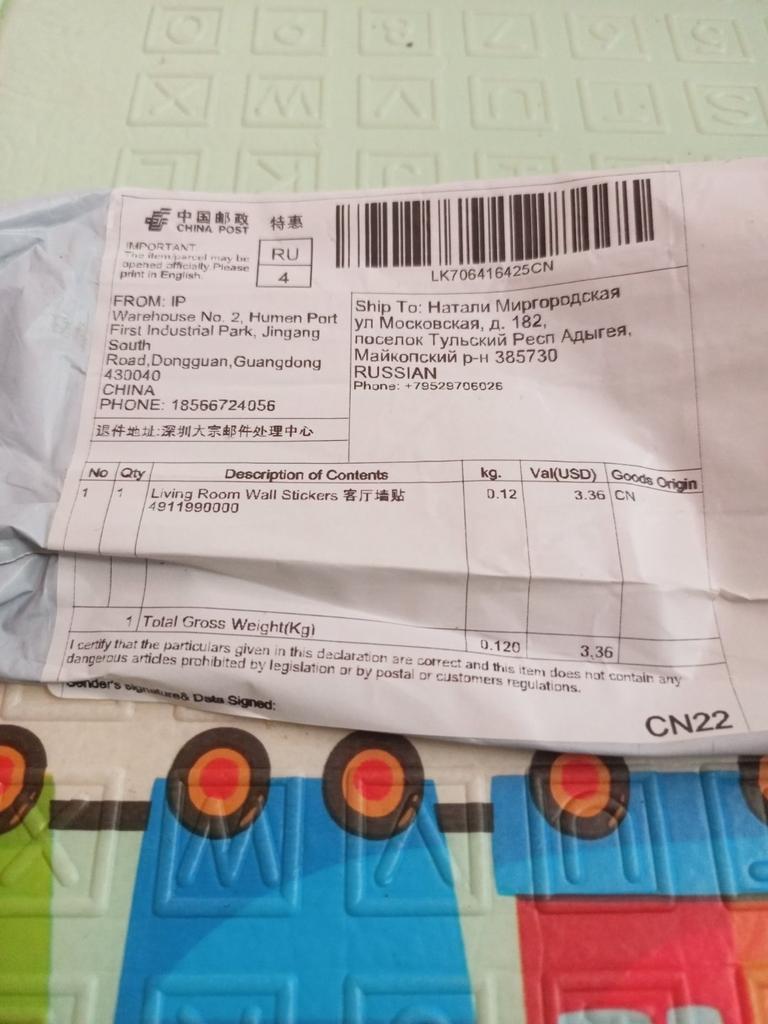 O 9 8 7 6 5
X W V U T S
中国邮政
CHINA POST
特惠
IMPORTANT:
The item/parcel may be
opened officially. Please
print in English.
RU
4
LK706416425CN
FROM: IP
Warehouse No. 2, Humen Port
First Industrial Park, Jingang
South
Road,Dongguan,Guangdong
430040
CHINA
PHONE: 18566724056
退件地址:深圳大宗邮件处理中心
Ship To: Натали Миргородская
ул Московская, д. 182,
поселок Тульский Респ Адыгея,
Майкопский р-н 385730
RUSSIAN
Phone: +79529706026
No Qty Description of Contents kg. Val(USD) Goods Origin
1 1 Living Room Wall Stickers 客厅墙贴 0.12 3.36 CN
4911990000
1 Total Gross Weight(Kg) 0.120 3.36
I certify that the particulars given in this declaration are correct and this item does not contain any
dangerous articles prohibited by legislation or by postal or customers regulations.
Sender's signature& Data Signed:
CN22
X W V U